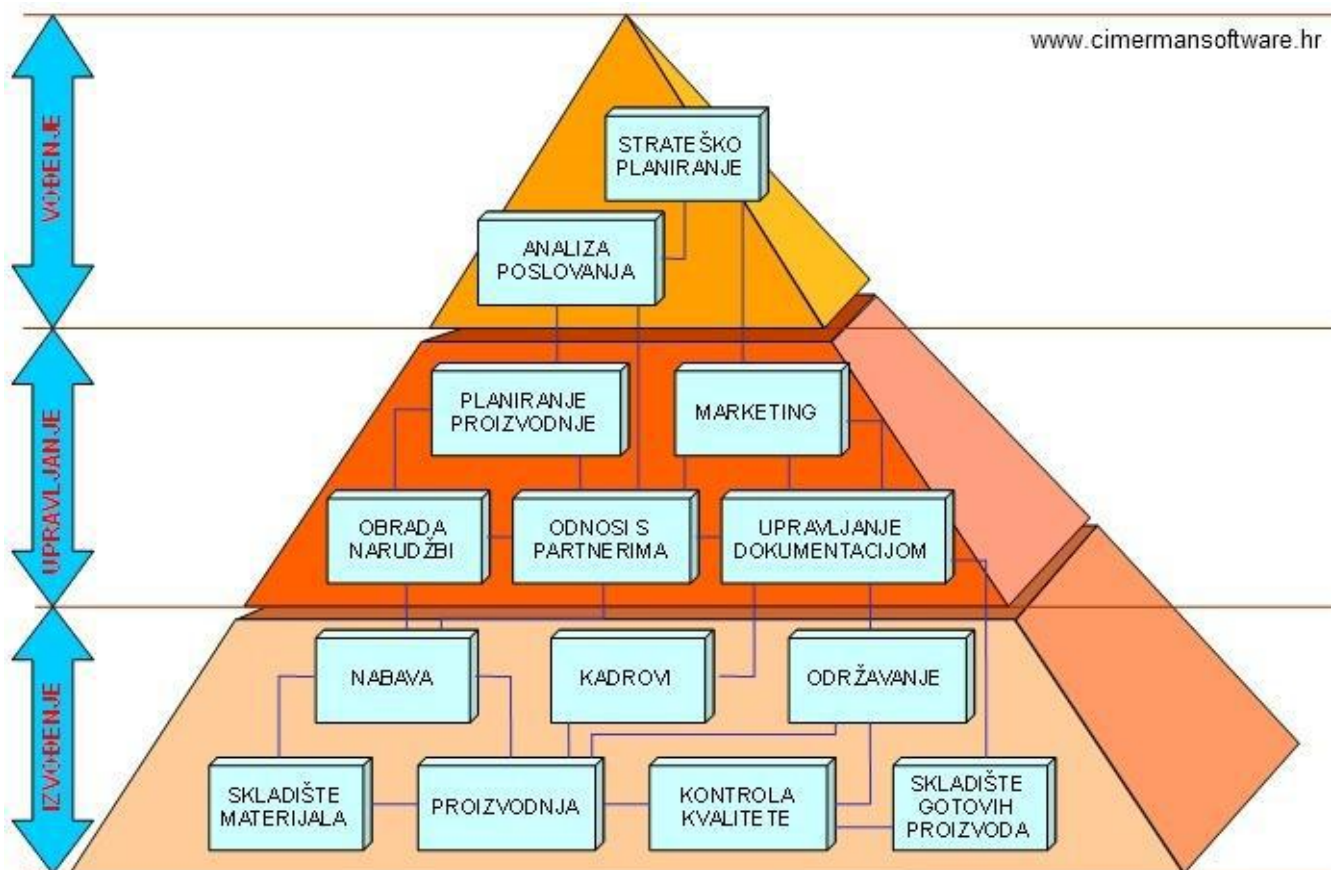 www.cimermansoftware.hr
VOĐENJE
STRATEŠKO
PLANIRANJE
ANALIZA
POSLOVANJA
UPRAVLJANJE
PLANIRANJE
PROIZVODNJE
MARKETING
OBRADA
NARUDŽBI
ODNOSI S
PARTNERIMA
UPRAVLJANJE
DOKUMENTACIJOM
IZVOĐENJE
NABAVA
KADROVI
ODRŽAVANJE
SKLADIŠTE
MATERIJALA
PROIZVODNJA
KONTROLA
KVALITETE
SKLADIŠTE
GOTOVIH
PROIZVODA